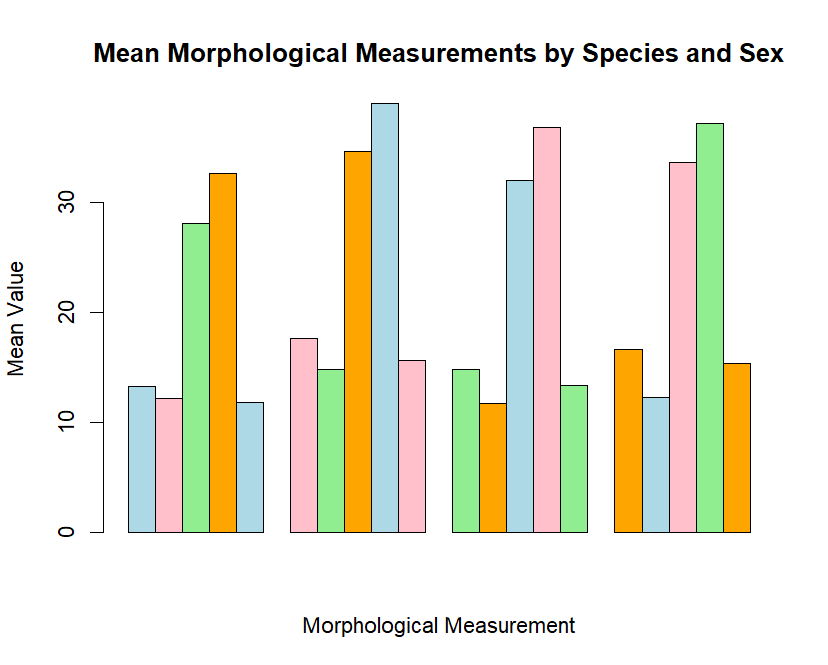 Mean Morphological Measurements by Species and Sex
30
20
10
0
Mean Value
Morphological Measurement